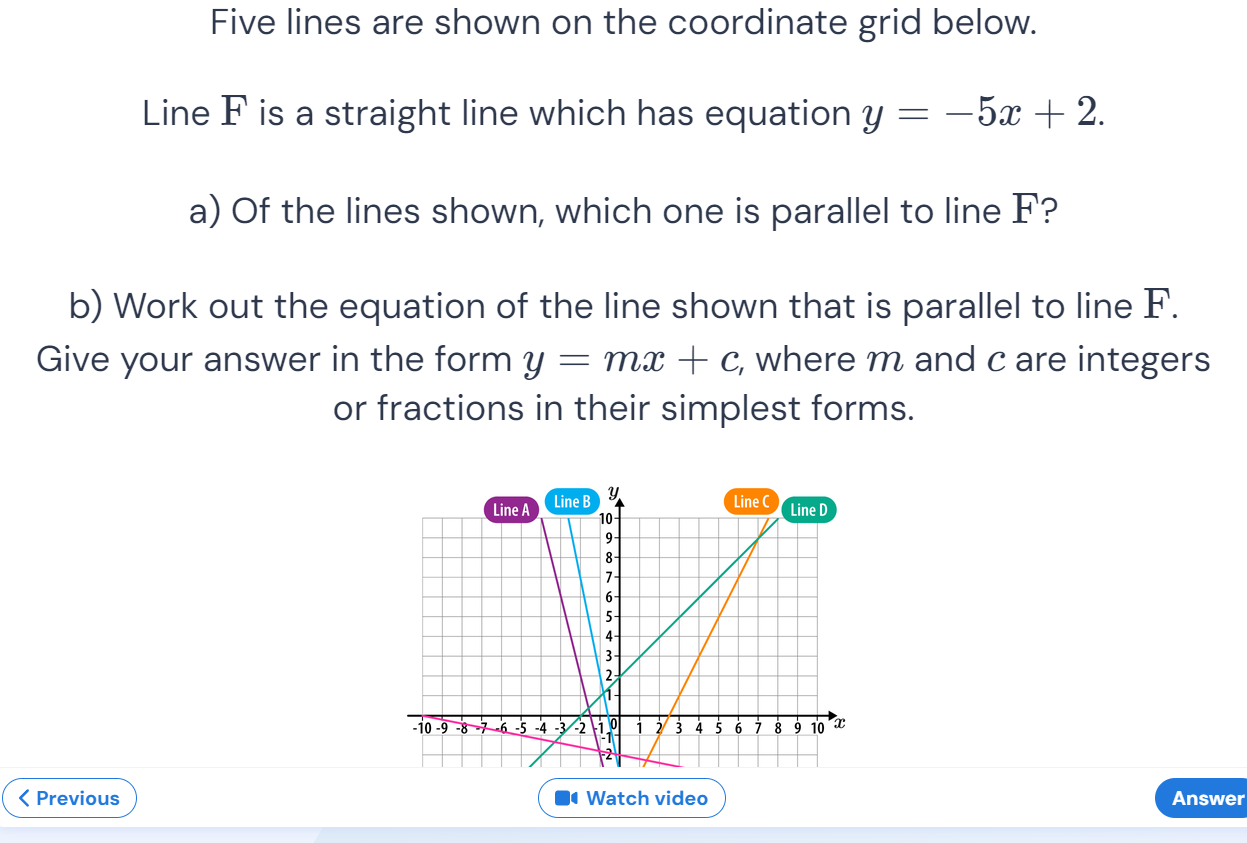 Five lines are shown on the coordinate grid below.
Line F is a straight line which has equation y = −5x + 2.
a) Of the lines shown, which one is parallel to line F?
b) Work out the equation of the line shown that is parallel to line F.
Give your answer in the form y = mx + c, where m and c are integers
or fractions in their simplest forms.
Line A Line B y Line C Line D
10
9
8
7
6
5
4
3
2
1
-10 -9 -8 -7 -6 -5 -4 -3 -2 -1 0 1 2 3 4 5 6 7 8 9 10 x
-1
-2
Previous Watch video Answer